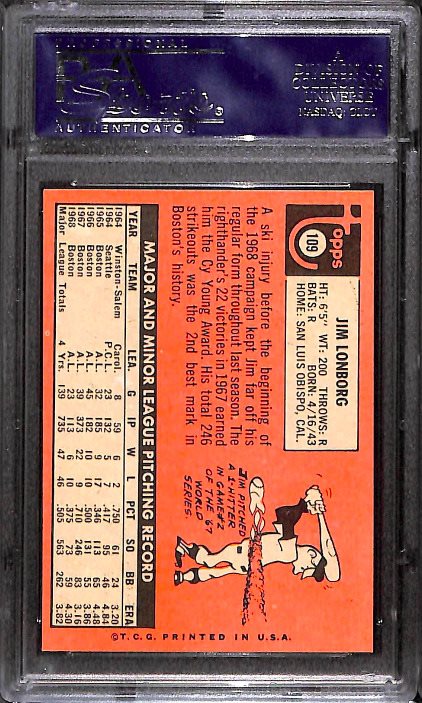 PROFESSIONAL
PSA
AUTHENTICATOR
A
DIVISION OF
COLLECTORS
UNIVERSE
NASDAQ: CLCT
Topps
109
JIM LONBORG
HT: 6'5" WT: 200 THROWS: R
BATS: R BORN: 4/16/43
HOME: SAN LUIS OBISPO, CAL.
A ski injury before the beginning of
the 1968 campaign kept Jim far off his
regular form throughout last season. The
righthander's 22 victories in 1967 earned
him the Cy Young Award. His total 246
strikeouts was the 2nd best mark in
Boston's history.
JIM PITCHED
A 1-HITTER
IN GAME #2
OF THE '67
WORLD
SERIES.
MAJOR AND MINOR LEAGUE PITCHING RECORD
YEAR TEAM LEA. G IP W L PCT SO BB ERA
1964 Winston-Salem Carol. 8 59 6 2 .750 61 24 3.20
1964 Seattle P.C.L. 23 132 5 7 .417 95 46 4.84
1965 Boston A.L. 32 185 9 17 .346 113 65 4.48
1966 Boston A.L. 45 182 10 10 .500 131 55 3.86
1967 Boston A.L. 39 273 22 9 .710 246 83 3.16
1968 Boston A.L. 23 113 6 10 .375 73 59 4.30
Major League Totals 4 Yrs. 139 735 47 46 .505 563 262 3.82
©T.C.G. PRINTED IN U.S.A.